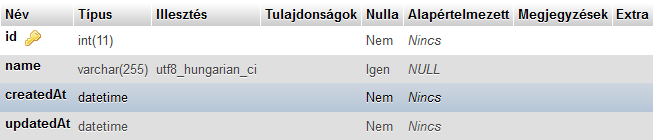 Név Típus Illesztés Tulajdonságok Nulla Alapértelmezett Megjegyzések Extra
id int(11) Nem Nincs
name varchar(255) utf8_hungarian_ci Igen NULL
createdAt datetime Nem Nincs
updatedAt datetime Nem Nincs